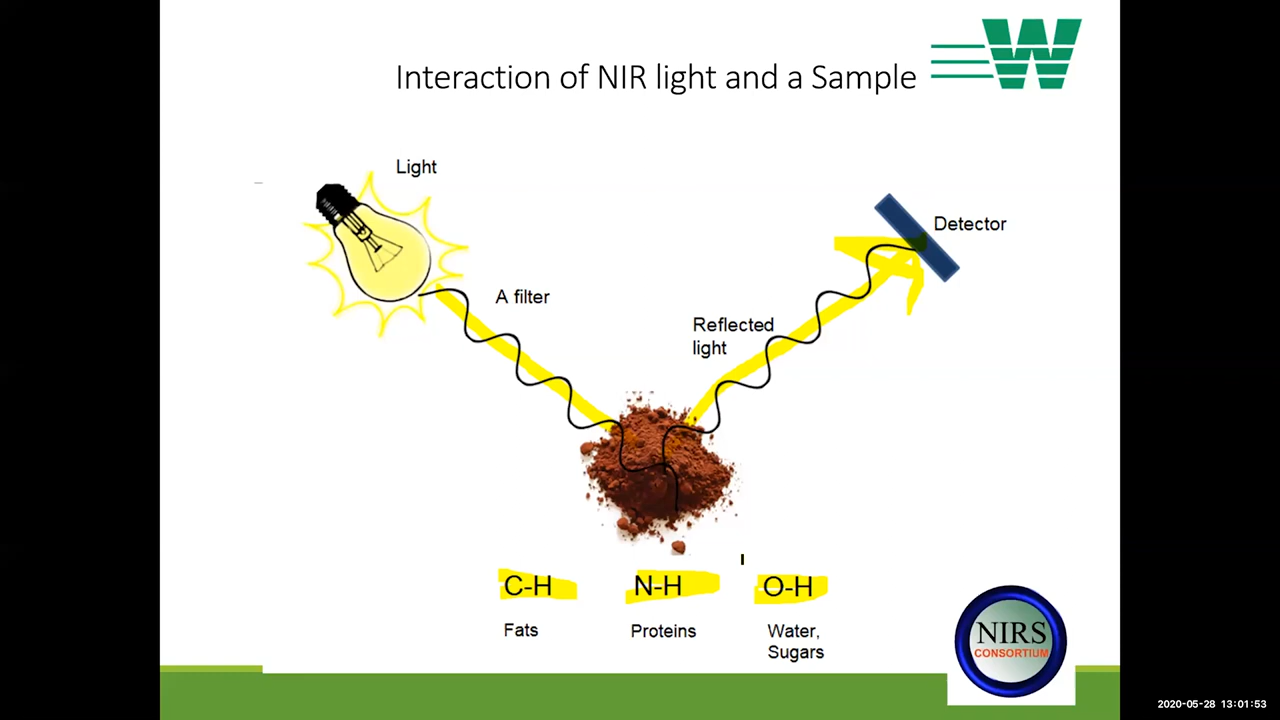 Interaction of NIR light and a Sample
W
Light
Detector
A filter
Reflected
light
C-H
N-H
O-H
Fats
Proteins
Water,
Sugars
NIRS
CONSORTIUM
2020-05-28 13:01:53